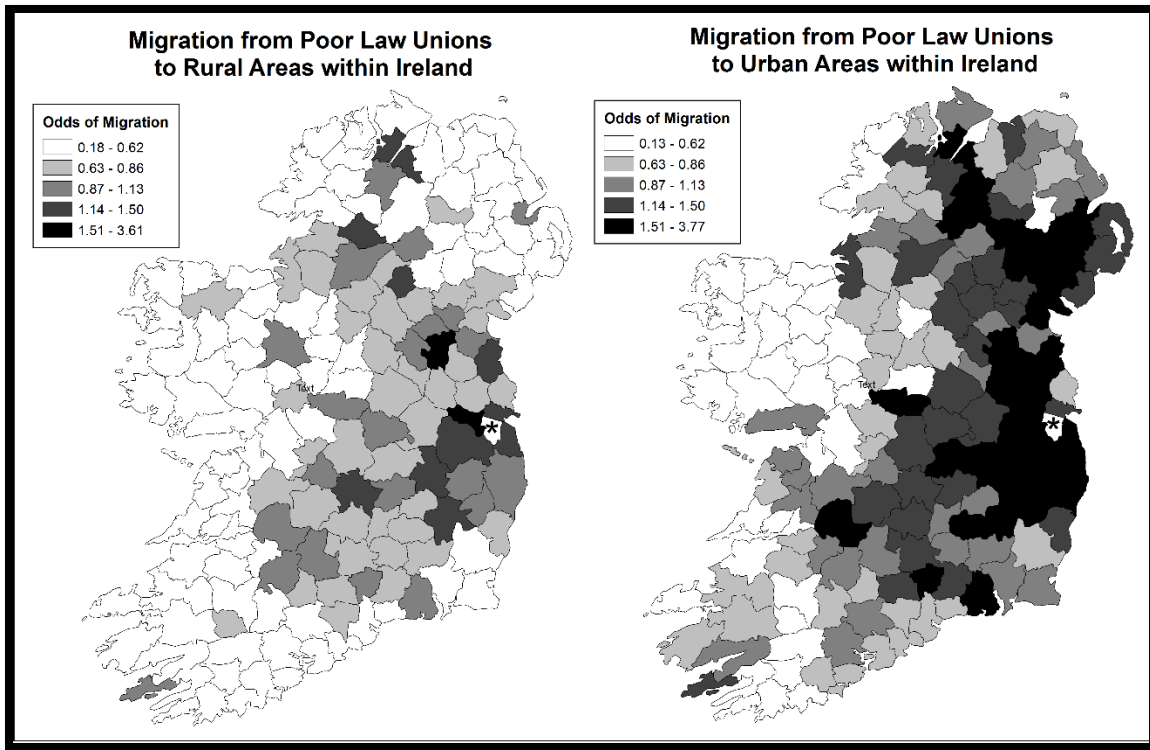 Migration from Poor Law Unions
to Rural Areas within Ireland
Odds of Migration
0.18 - 0.62
0.63 - 0.86
0.87 - 1.13
1.14 - 1.50
1.51 - 3.61
Text
*
Migration from Poor Law Unions
to Urban Areas within Ireland
Odds of Migration
0.13 - 0.62
0.63 - 0.86
0.87 - 1.13
1.14 - 1.50
1.51 - 3.77
Text
*